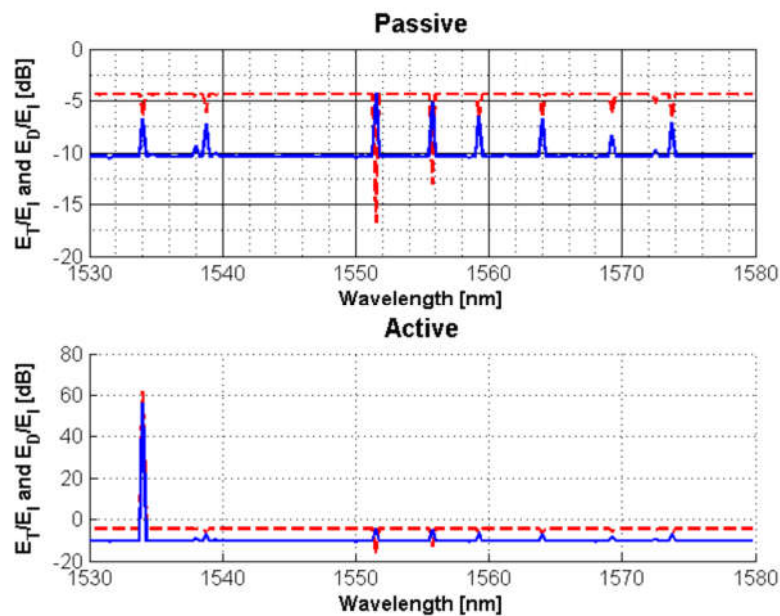 Passive
E_T/E_I and E_D/E_I [dB]
0
-5
-10
-15
-20
1530 1540 1550 1560 1570 1580
Wavelength [nm]
Active
E_T/E_I and E_D/E_I [dB]
80
60
40
20
0
-20
1530 1540 1550 1560 1570 1580
Wavelength [nm]